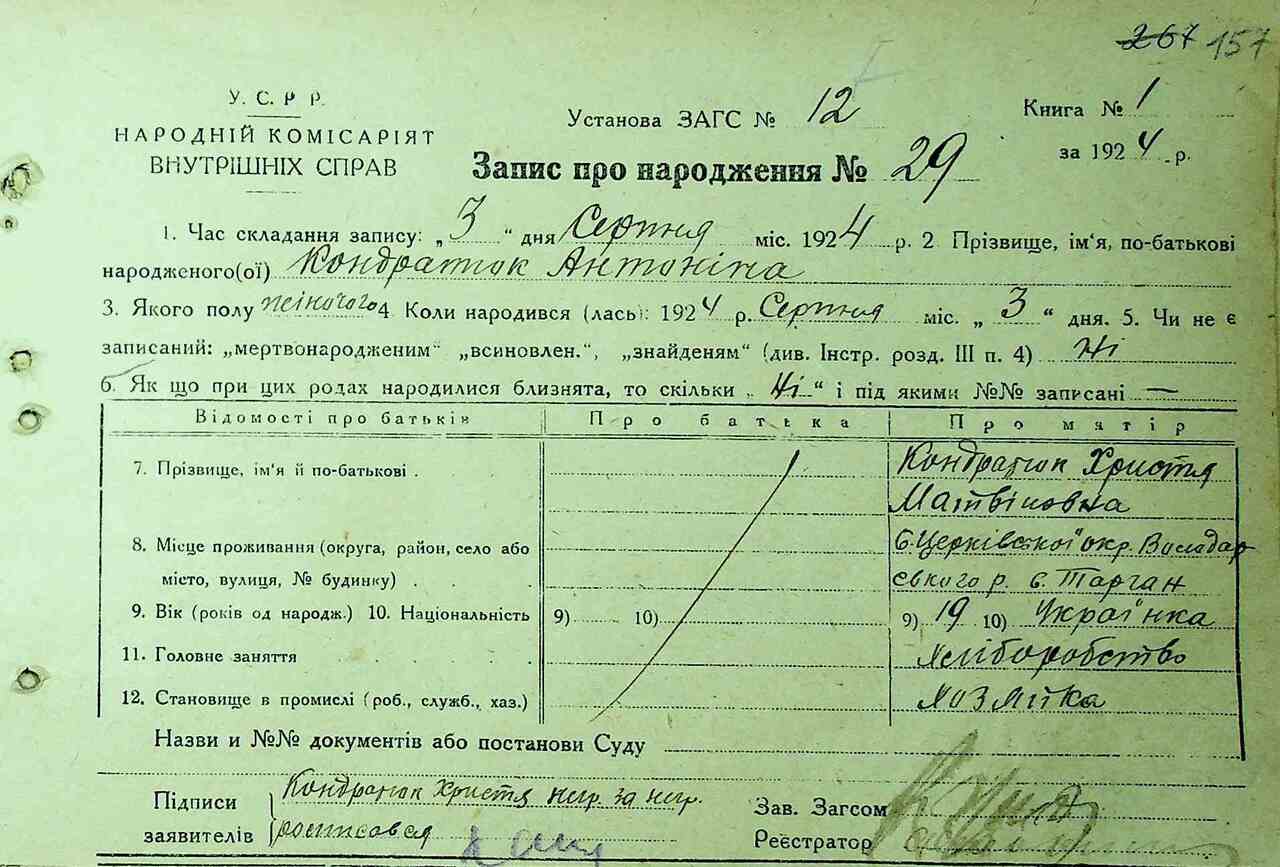 267 157
У. С. Р Р.
НАРОДНІЙ КОМІСАРІЯТ
ВНУТРІШНІХ СПРАВ
Установа ЗАГС № 12
Книга № 1
за 1924 р.
Запис про народження № 29
1. Час складання запису: „3“ дня Серпня міс. 1924 р. 2 Прізвище, ім‘я, по-батькові
народженого(ої) Кондратюк Антоніна
3. Якого полу жіночого 4. Коли народився (лась): 1924 р. Серпня міс. „3“ дня. 5. Чи не є
записаний: „мертвонародженим“ „всиновлен.“, „знайденям“ (див. Інстр. розд. III п. 4) Ні
6. Як що при цих родах народилися близнята, то скільки „Ні“ і під якими №№ записані —
Відомості про батьків Про батька Про матір
7. Прізвище, ім‘я й по-батькові . Кондратюк Христя
Матвіиовна
8. Місце проживання (округа, район, село або Б.Церківської окр. Володар
місто, вулиця, № будинку) . . . ського р. с. Тарган
9. Вік (років од народж.) 10. Національність 9) 10) 9) 19 10) Українка
11. Головне заняття . . . . Хліборобство
12. Становище в промислі (роб., служб., хаз.) Хозяйка
Назви и №№ документів або постанови Суду
Підписи Кондратюк Христя негр. за негр.
заявителів росписовся
Зав. Загсом
Реєстратор